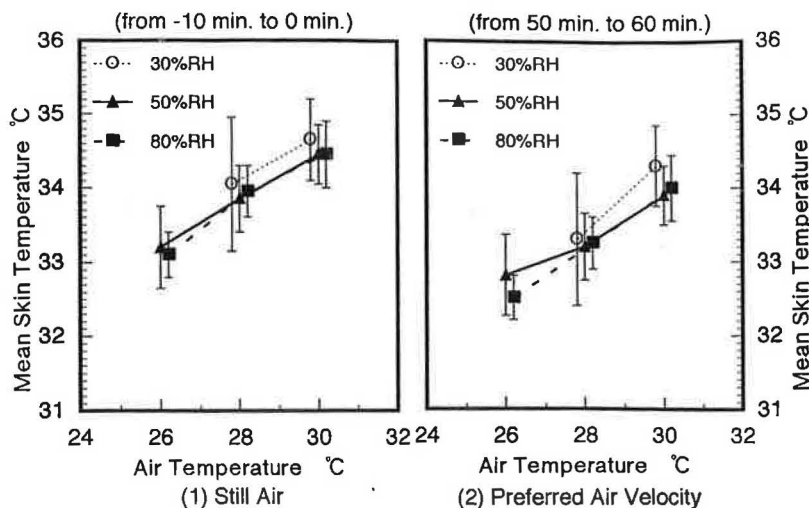 (from -10 min. to 0 min.)
36
35
34
33
32
31
Mean Skin Temperature °C
30%RH
50%RH
80%RH
24 26 28 30 32
Air Temperature °C
(1) Still Air
(from 50 min. to 60 min.)
30%RH
50%RH
80%RH
36
35
34
33
32
31
Mean Skin Temperature °C
24 26 28 30 32
Air Temperature °C
(2) Preferred Air Velocity